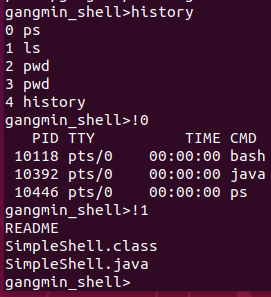 gangmin_shell>history
0 ps
1 ls
2 pwd
3 pwd
4 history
gangmin_shell>!0
    PID TTY          TIME CMD
  10118 pts/0    00:00:00 bash
  10392 pts/0    00:00:00 java
  10446 pts/0    00:00:00 ps
gangmin_shell>!1
README
SimpleShell.class
SimpleShell.java
gangmin_shell>